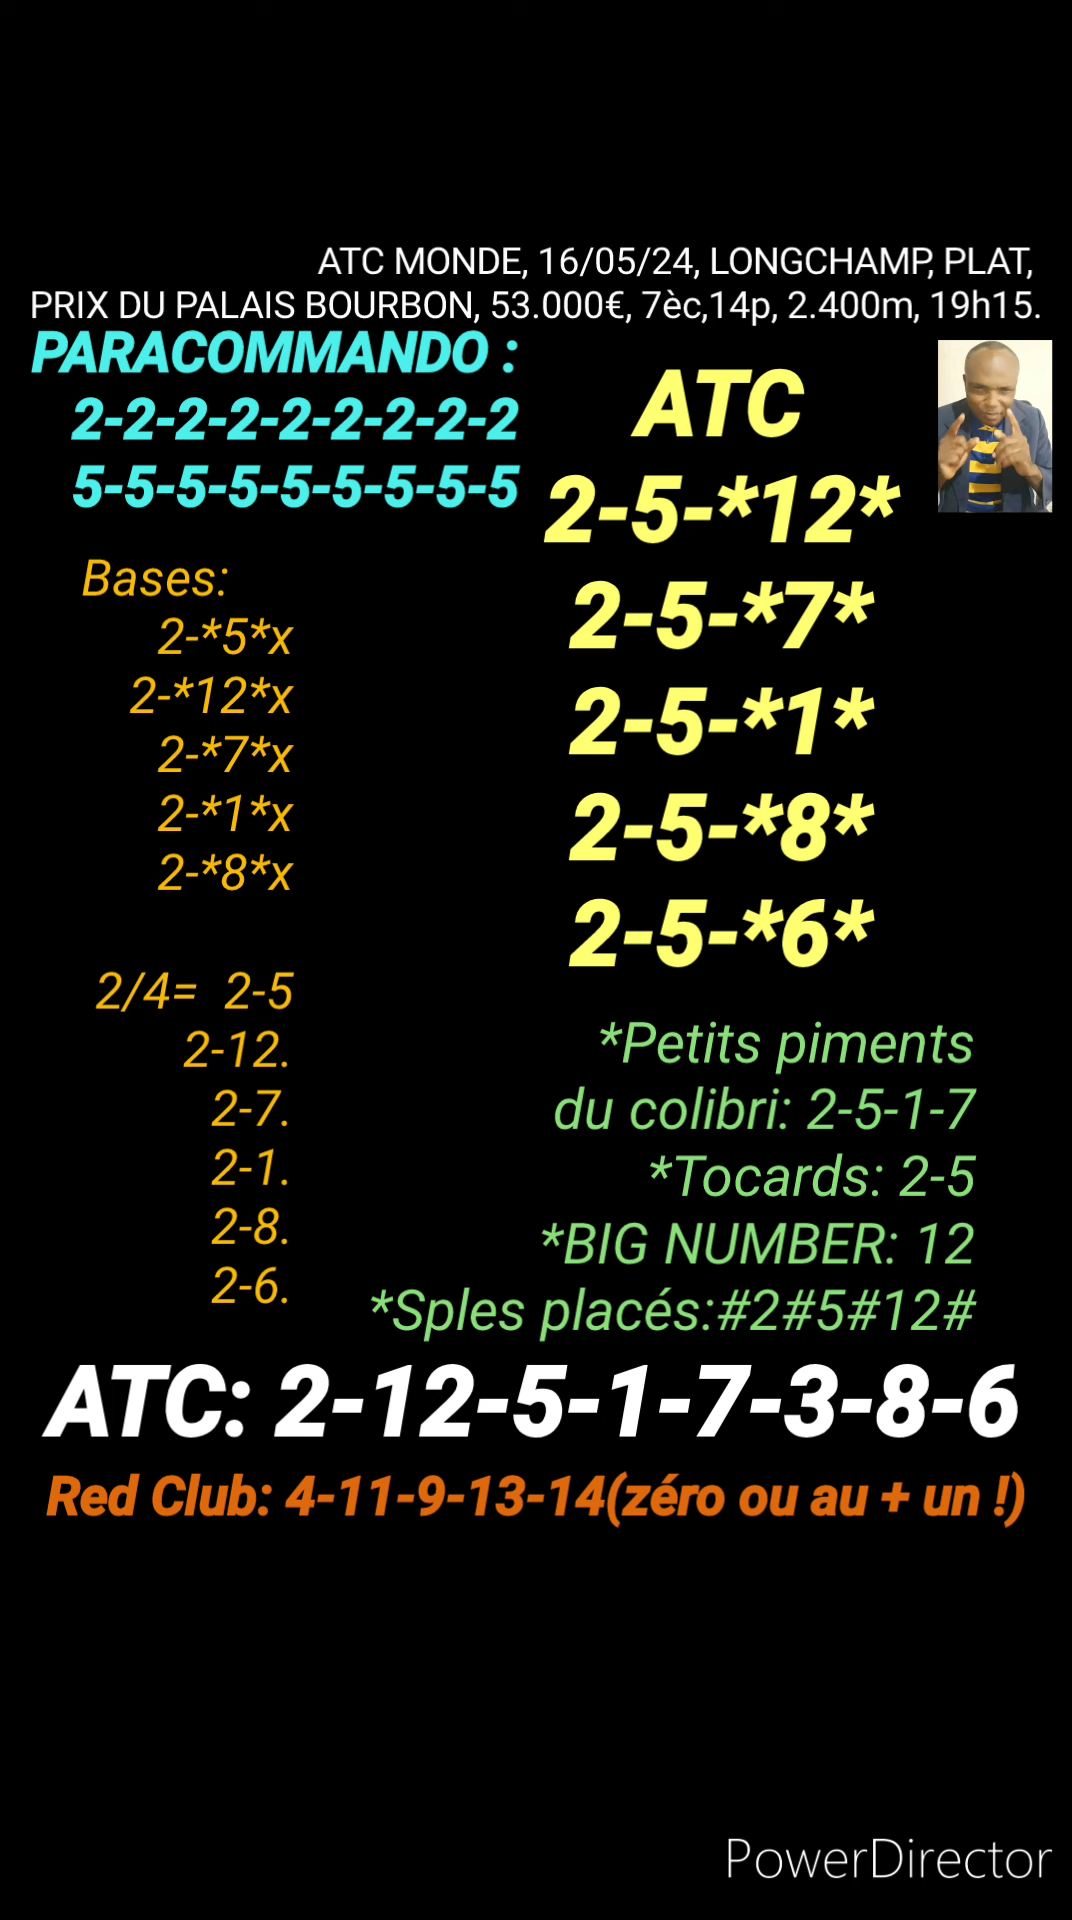 ATC MONDE, 16/05/24, LONGCHAMP, PLAT,
PRIX DU PALAIS BOURBON, 53.000€, 7èc,14p, 2.400m, 19h15.
PARACOMMANDO :
2-2-2-2-2-2-2-2-2
5-5-5-5-5-5-5-5-5
Bases:
2-*5*x
2-*12*x
2-*7*x
2-*1*x
2-*8*x
2/4= 2-5
2-12.
2-7.
2-1.
2-8.
2-6.
ATC
2-5-*12*
2-5-*7*
2-5-*1*
2-5-*8*
2-5-*6*
*Petits piments
du colibri: 2-5-1-7
*Tocards: 2-5
*BIG NUMBER: 12
*Sples placés:#2#5#12#
ATC: 2-12-5-1-7-3-8-6
Red Club: 4-11-9-13-14(zéro ou au + un !)
PowerDirector